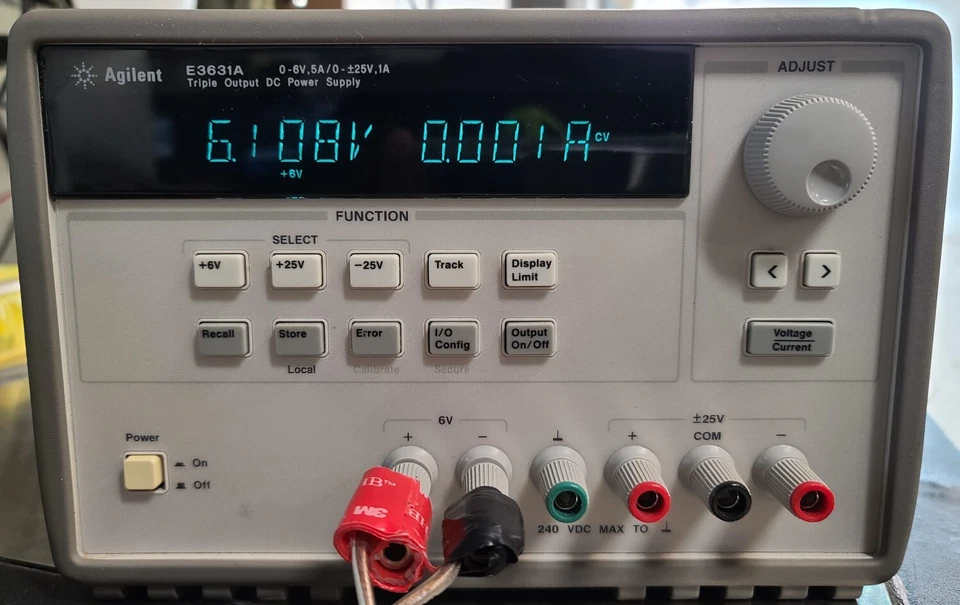 Agilent E3631A 0-6V,5A/0-±25V,1A
Triple Output DC Power Supply
6.108V 0.001A CV
+6V
ADJUST
FUNCTION
SELECT
+6V +25V -25V Track Display Limit
< >
Recall Store Error I/O Config Output On/Off
Voltage
Current
Local Calibrate Secure
6V
±25V
Power
+ - ⊥ + COM -
On
Off
3M
240 VDC MAX TO ⊥